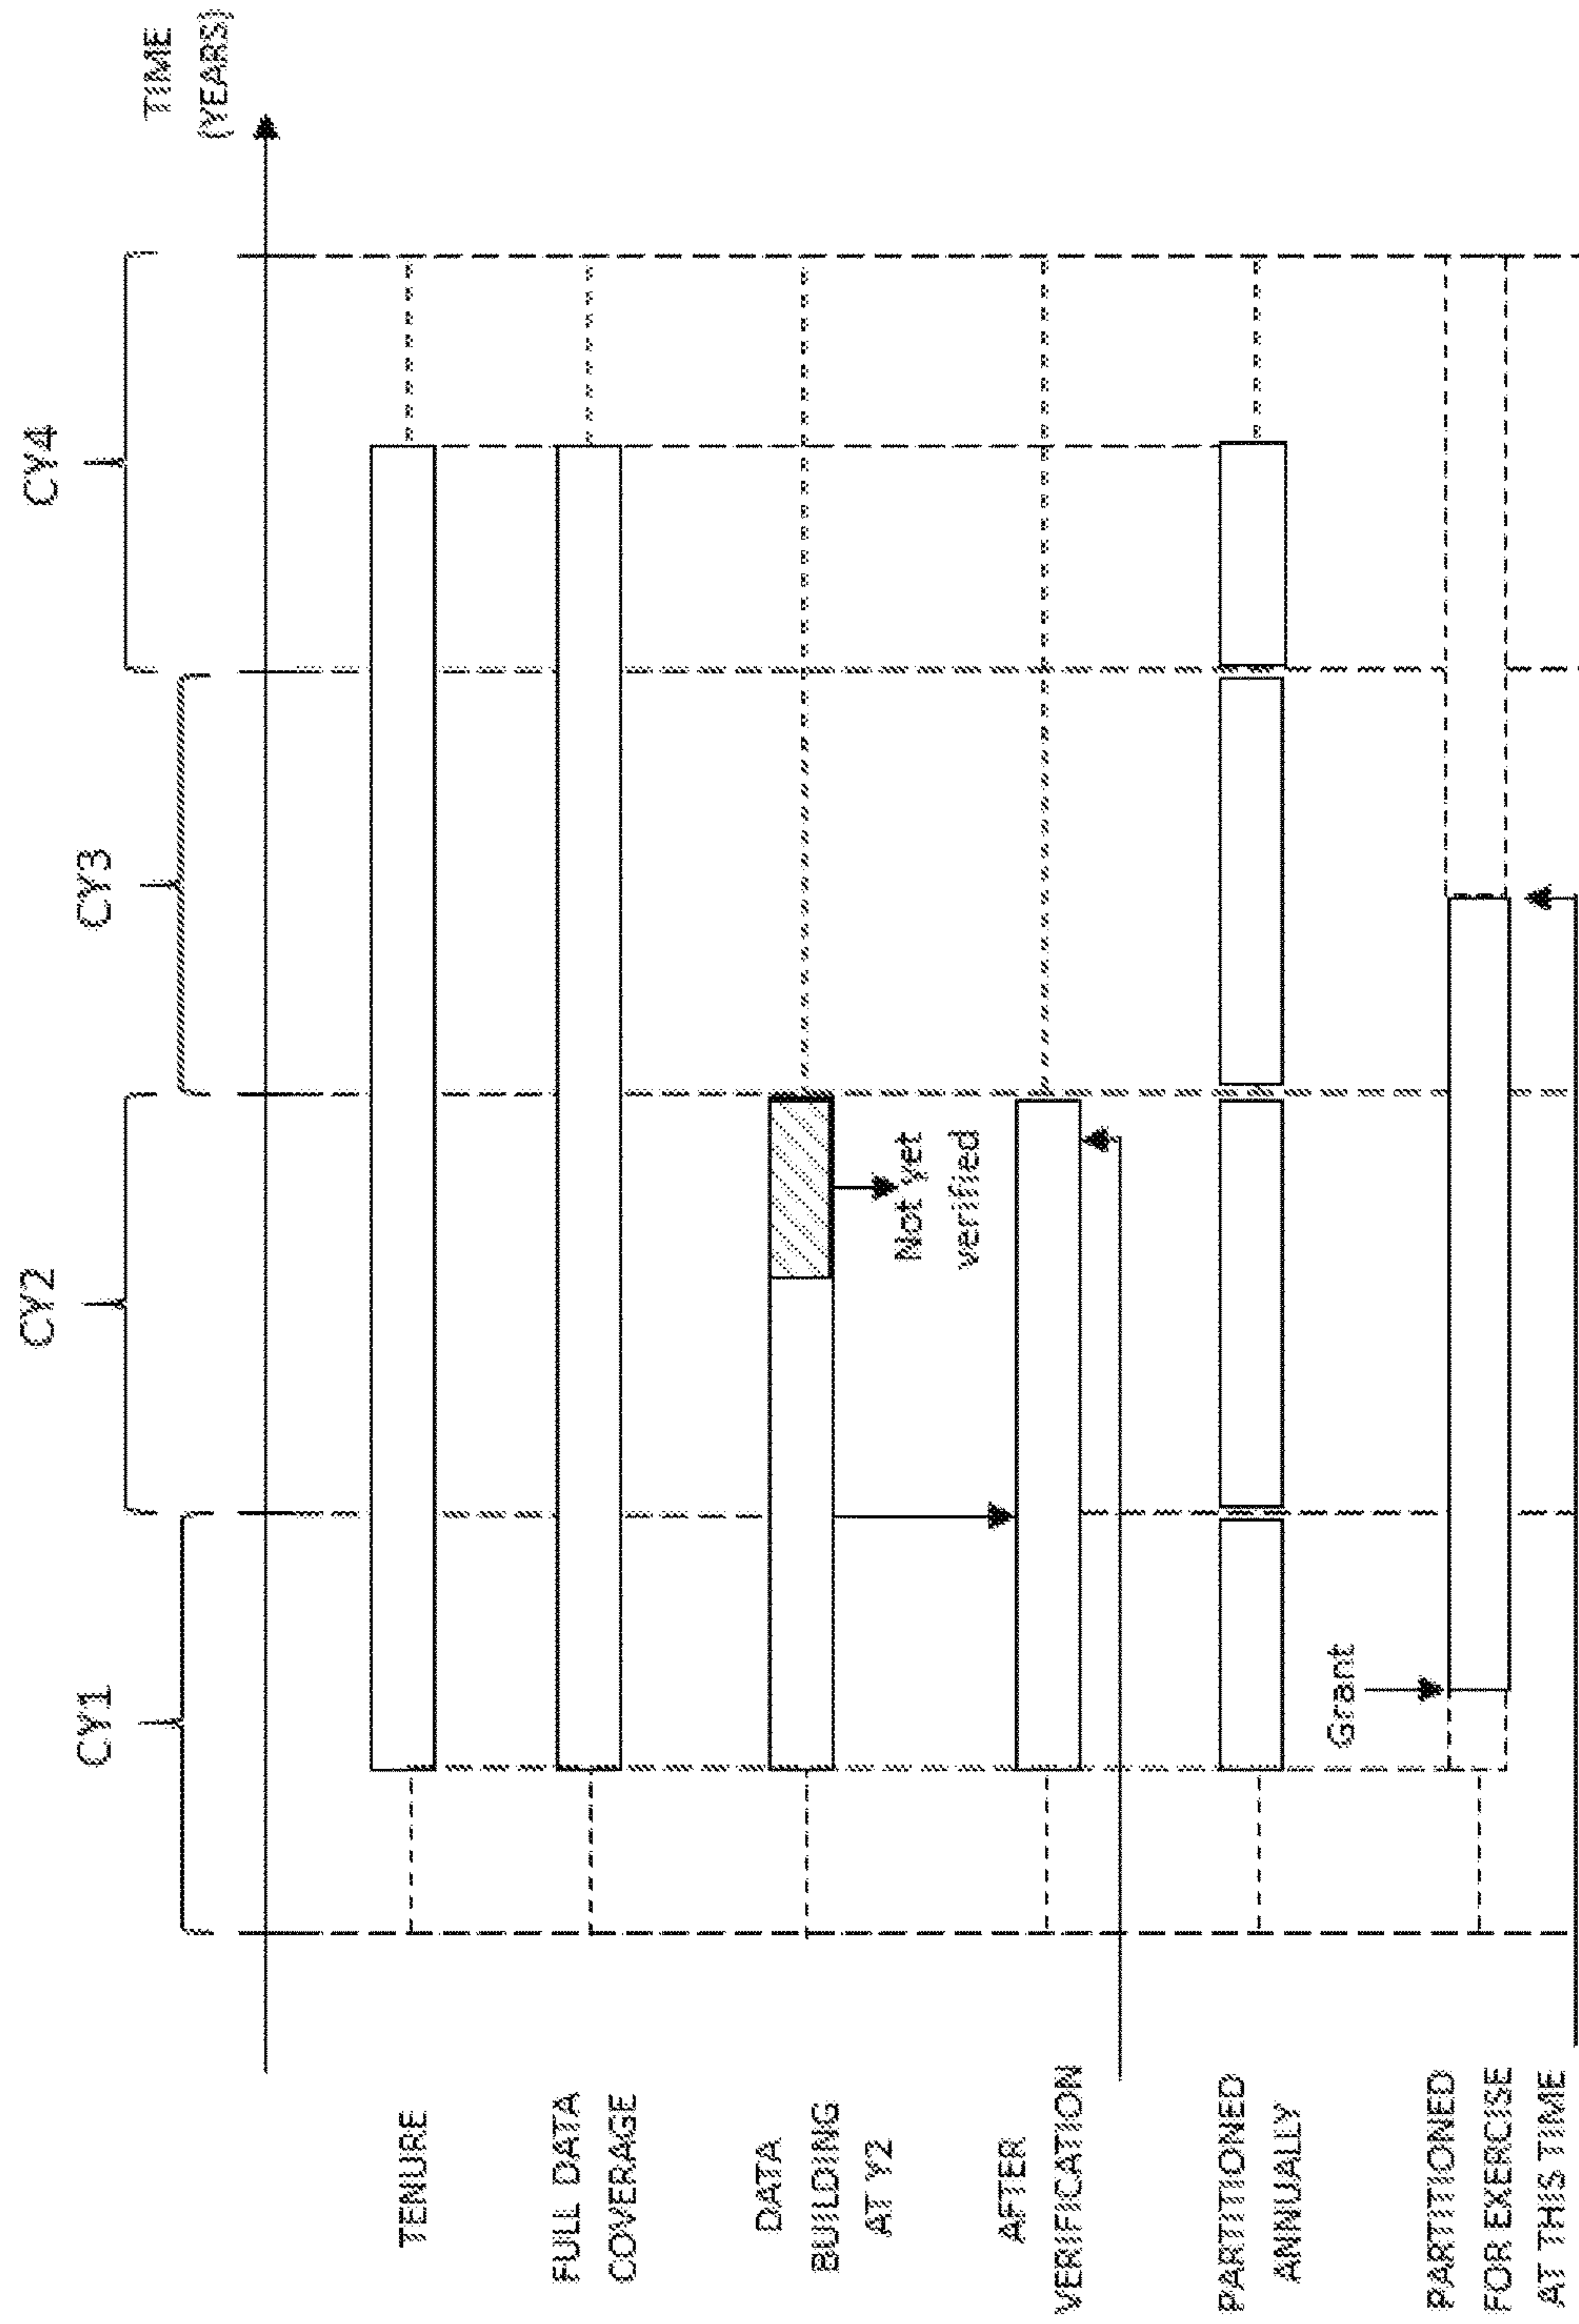 CY1
CY2
CY3
CY4
TIME
(YEARS)
TENURE
FULL DATA
COVERAGE
DATA
BUILDING
AT Y2
Not yet
verified
AFTER
VERIFICATION
PARTITIONED
ANNUALLY
Grant
PARTITIONED
FOR EXERCISE
AT THIS TIME